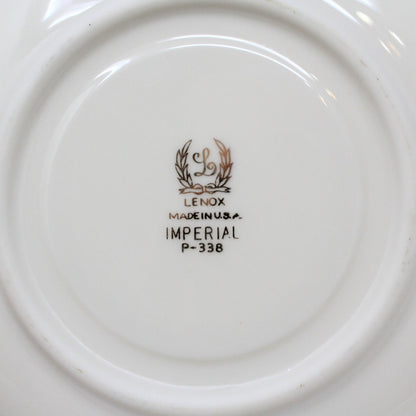 L
LENOX
MADE IN U.S.A.
IMPERIAL
P-338